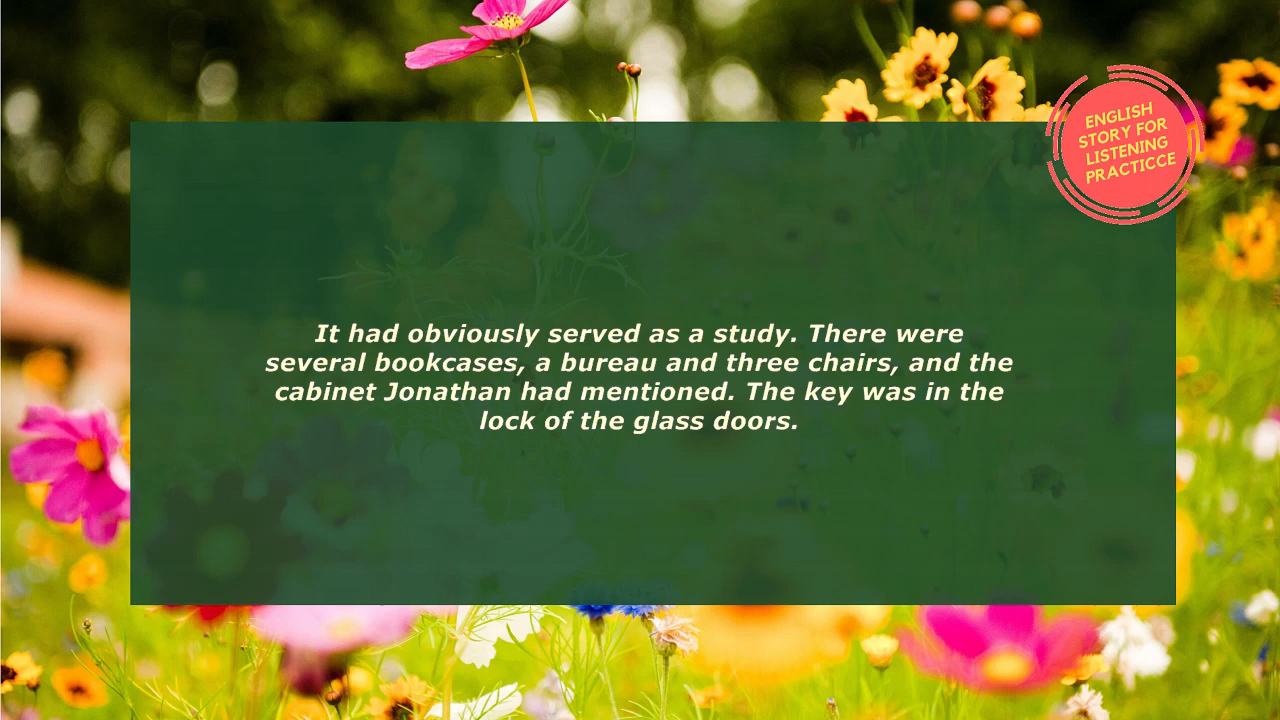 ENGLISH
STORY FOR
LISTENING
PRACTICCE
It had obviously served as a study. There were
several bookcases, a bureau and three chairs, and the
cabinet Jonathan had mentioned. The key was in the
lock of the glass doors.